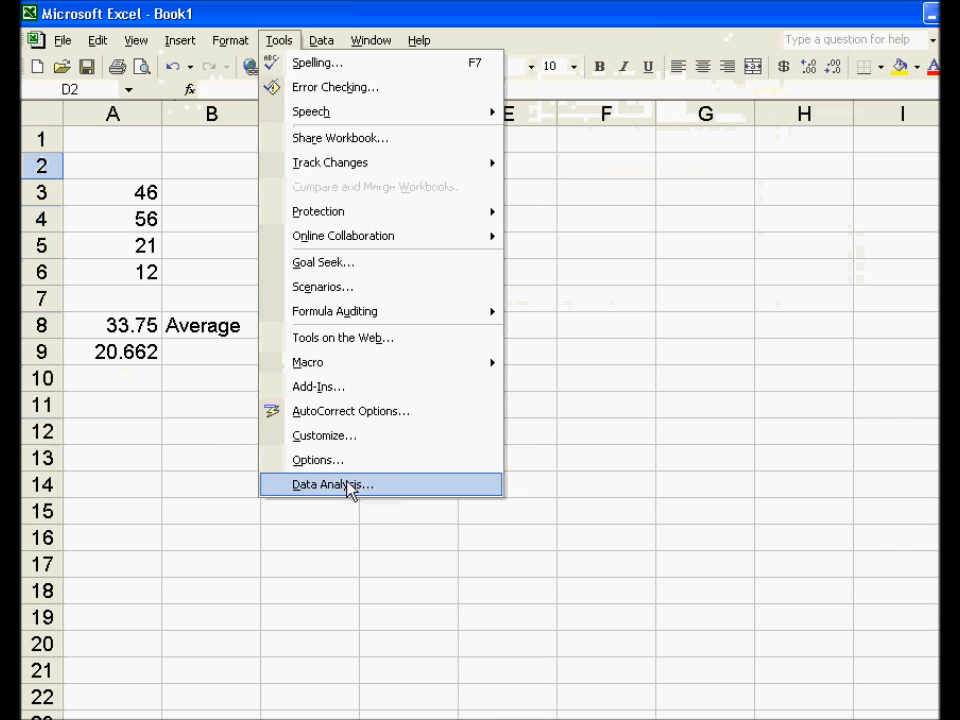 Microsoft Excel - Book1
File Edit View Insert Format Tools Data Window Help Type a question for help
ABC Spelling... F7 10 B I U $
D2 fx Error Checking...
A B E F G H I
Speech
1 Share Workbook...
2 Track Changes
3 46 Compare and Merge Workbooks...
4 56 Protection
5 21 Online Collaboration
6 12 Goal Seek...
7 Scenarios...
8 33.75 Average Formula Auditing
9 20.662 Tools on the Web...
Macro
10 Add-Ins...
11 AutoCorrect Options...
12 Customize...
13 Options...
14 Data Analysis...
15
16
17
18
19
20
21
22